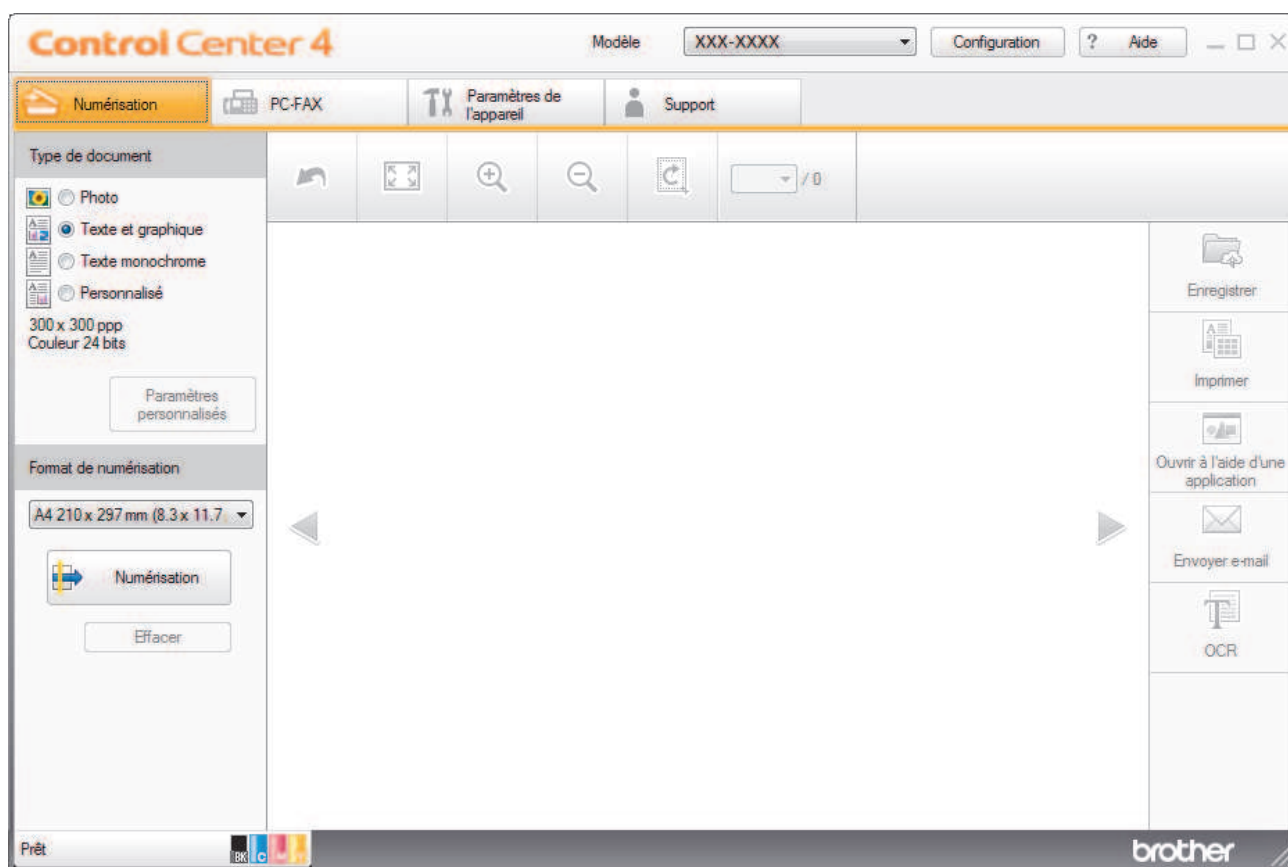 Control Center 4
Modèle
XXX-XXXX
Configuration
? Aide
Numérisation
PC-FAX
Paramètres de
l'appareil
Support
Type de document
/ 0
Photo
Texte et graphique
Texte monochrome
Personnalisé
300 x 300 ppp
Couleur 24 bits
Paramètres
personnalisés
Format de numérisation
A4 210 x 297 mm (8.3 x 11.7
Numérisation
Effacer
Enregistrer
Imprimer
Ouvrir à l'aide d'une
application
Envoyer e-mail
OCR
Prêt
BK
C
brother